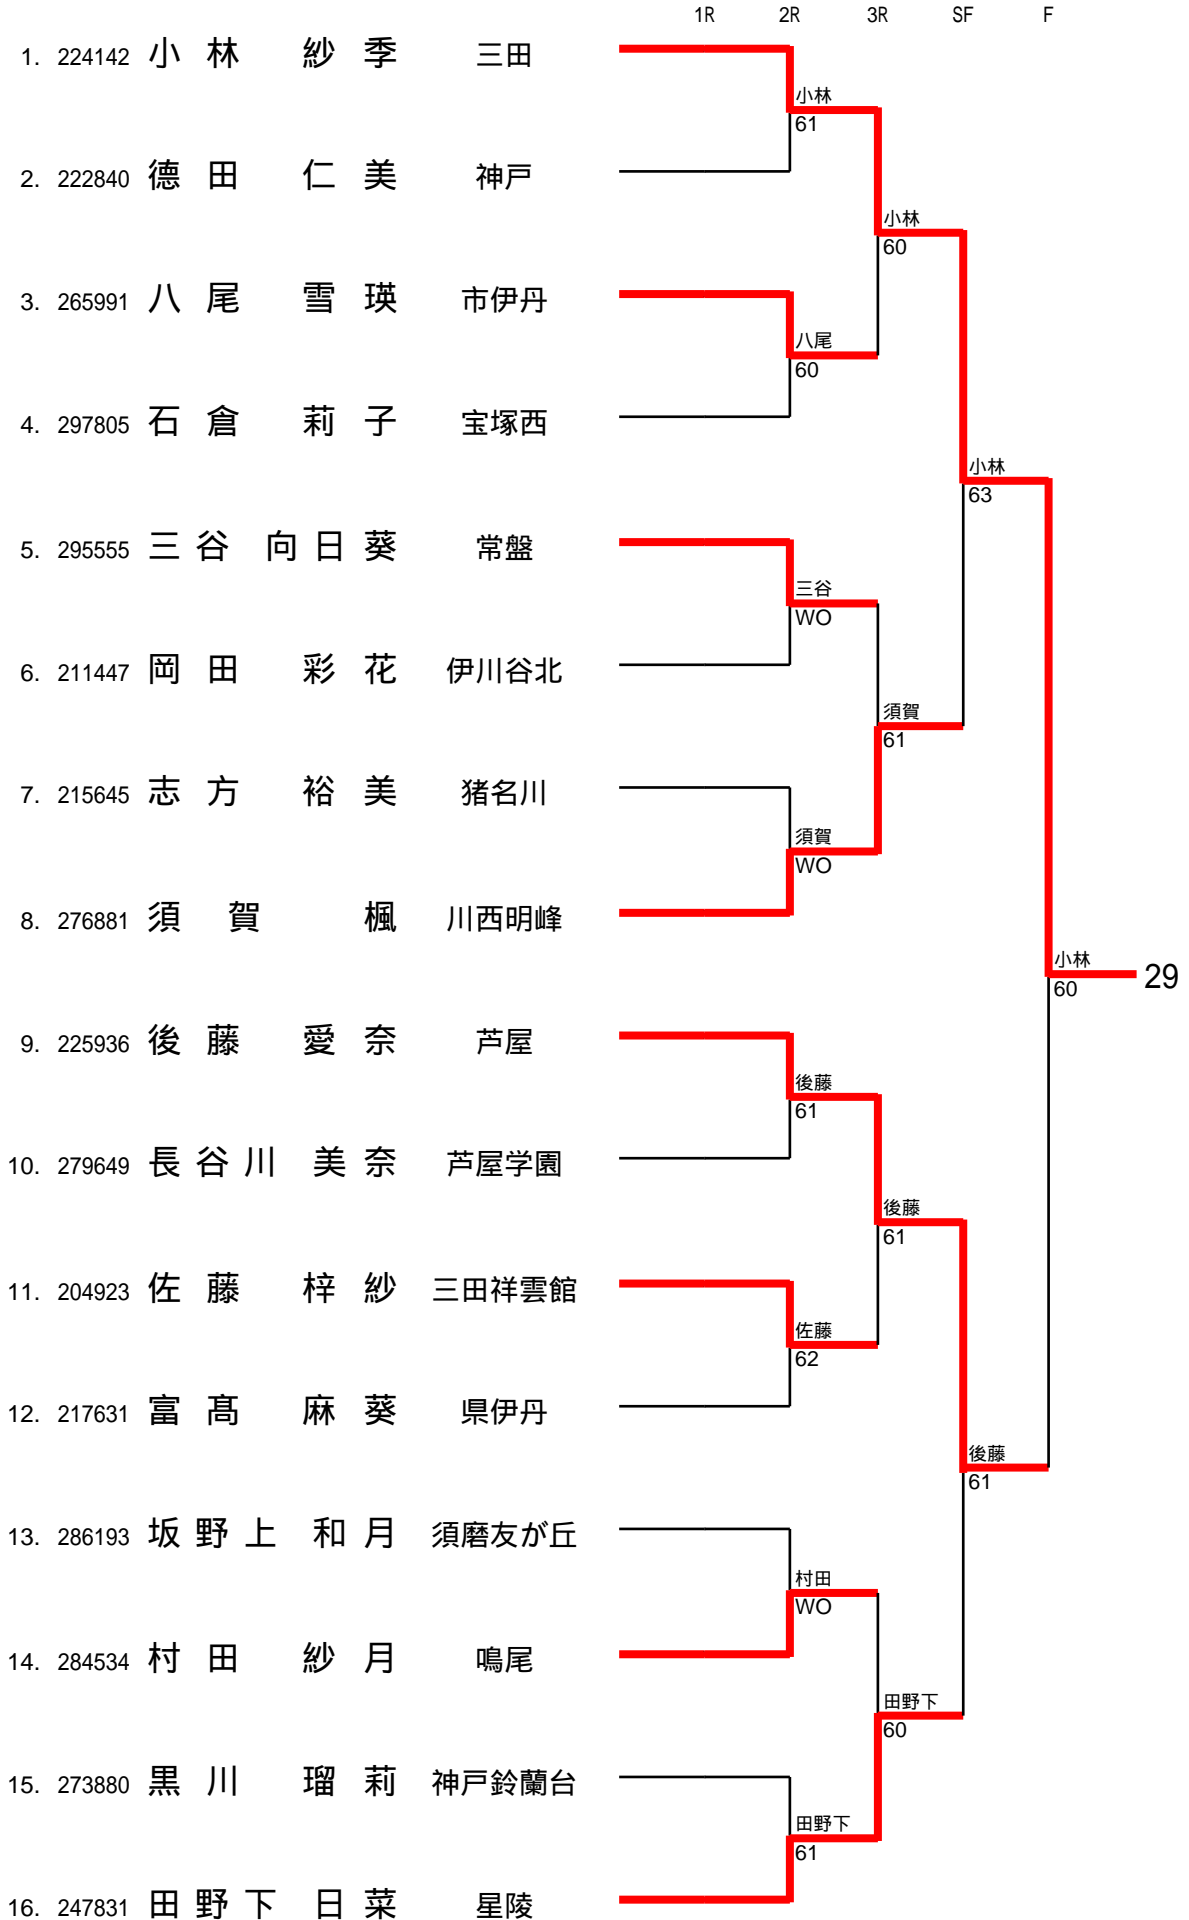 1R 2R 3R SF F
1. 224142 小林 紗季 三田
小林
61
2. 222840 徳田 仁美 神戸
小林
60
3. 265991 八尾 雪瑛 市伊丹
八尾
60
4. 297805 石倉 莉子 宝塚西
小林
63
5. 295555 三谷 向日葵 常盤
三谷
WO
6. 211447 岡田 彩花 伊川谷北
須賀
61
7. 215645 志方 裕美 猪名川
須賀
WO
8. 276881 須賀 楓 川西明峰
小林
60
29
9. 225936 後藤 愛奈 芦屋
後藤
61
10. 279649 長谷川 美奈 芦屋学園
後藤
61
11. 204923 佐藤 梓紗 三田祥雲館
佐藤
62
12. 217631 富髙 麻葵 県伊丹
後藤
61
13. 286193 坂野上 和月 須磨友が丘
村田
WO
14. 284534 村田 紗月 鳴尾
田野下
60
15. 273880 黒川 瑠莉 神戸鈴蘭台
田野下
61
16. 247831 田野下 日菜 星陵